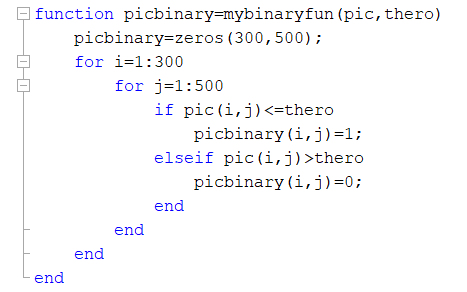 function picbinary=mybinaryfun(pic,thero)
    picbinary=zeros(300,500);
    for i=1:300
        for j=1:500
            if pic(i,j)<=thero
                picbinary(i,j)=1;
            elseif pic(i,j)>thero
                picbinary(i,j)=0;
            end
        end
    end
end